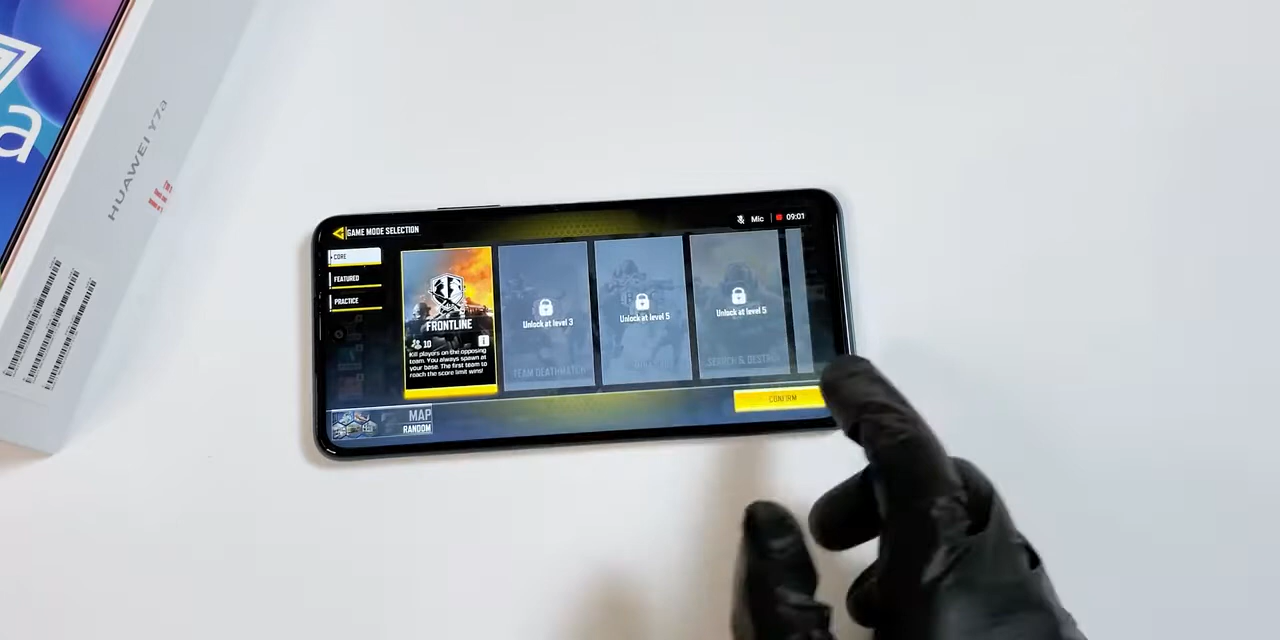 a
HUAWEI Y7a
GAME MODE SELECTION
Mic
09:01
CORE
FEATURED
PRACTICE
FRONTLINE
10
Kill players on the opposing
team. You always spawn at
your base. The first team to
reach the score limit wins!
Unlock at level 3
TEAM DEATHMATCH
Unlock at level 5
Unlock at level 5
SEARCH & DESTROY
MAP
RANDOM
CONFIRM